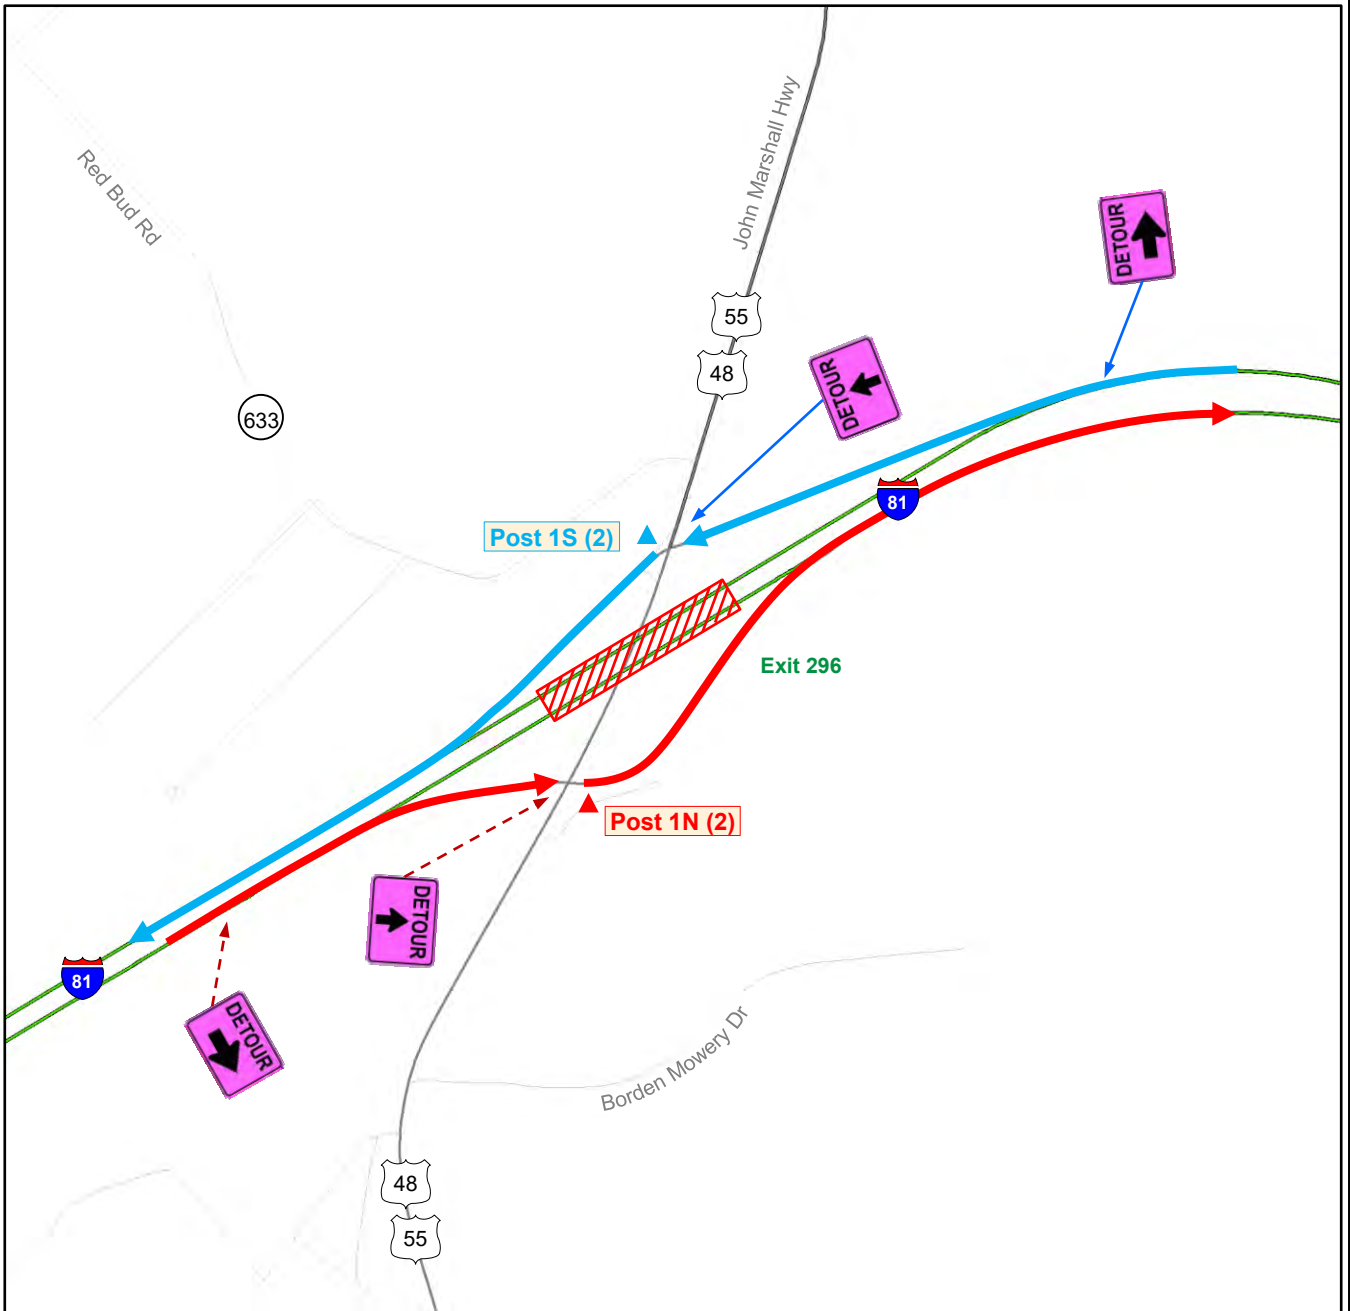 John Marshall Hwy
Red Bud Rd
DETOUR
55
48
DETOUR
633
81
Post 1S (2)
Exit 296
Post 1N (2)
DETOUR
81
DETOUR
Borden Mowery Dr
48
55